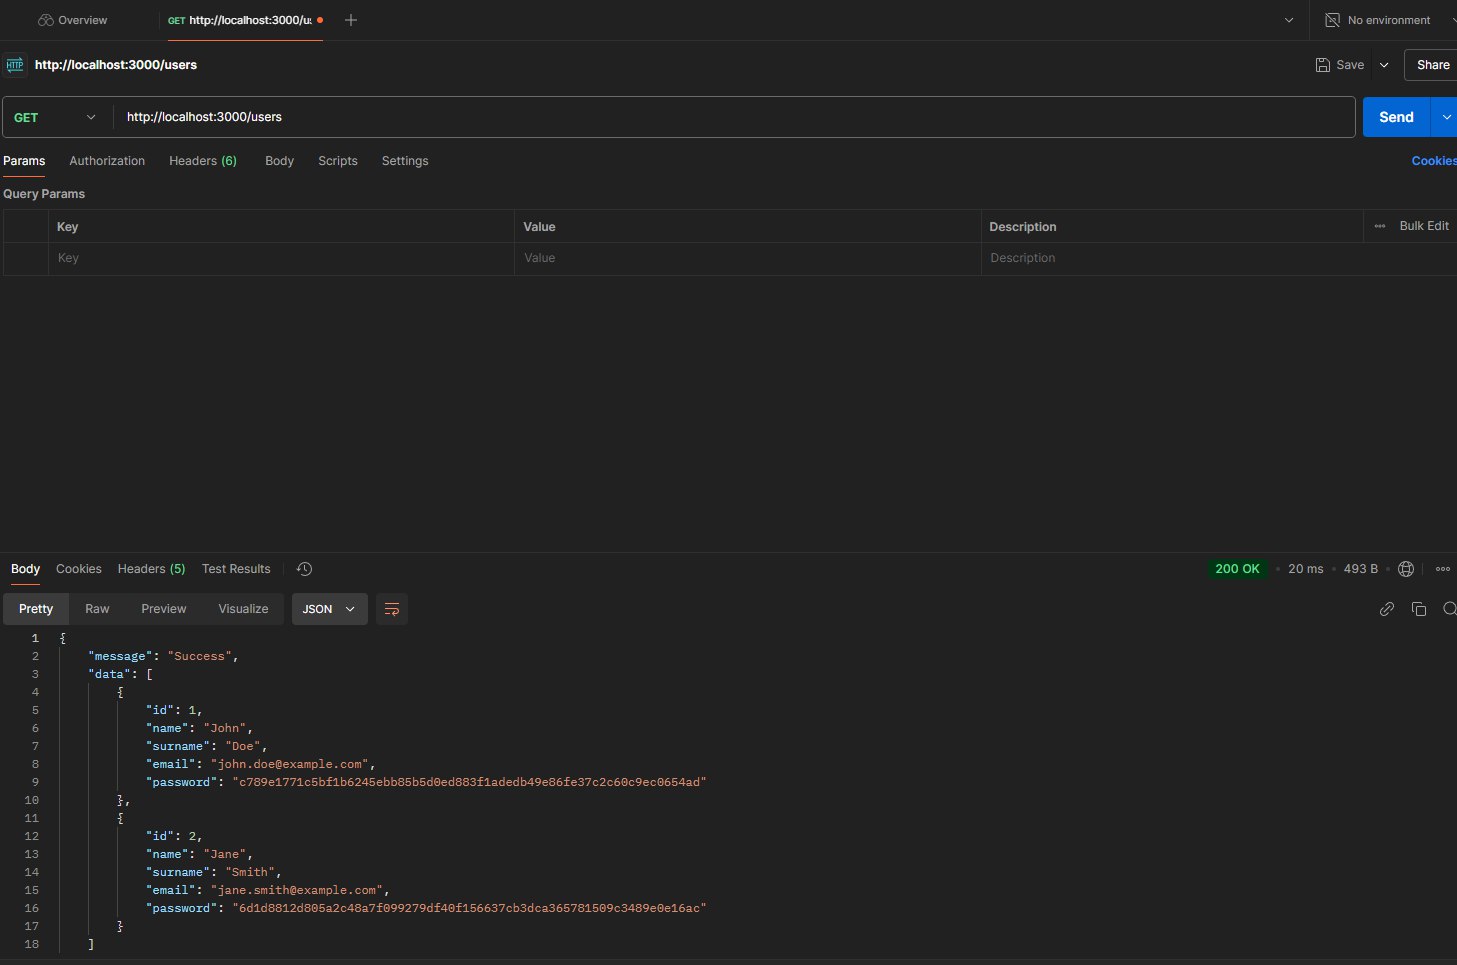 Overview
GET http://localhost:3000/u
No environment
HTTP http://localhost:3000/users
Save
Share
GET
http://localhost:3000/users
Send
Params Authorization Headers (6) Body Scripts Settings
Cookies
Query Params
Key Value Description Bulk Edit
Key Value Description
Body Cookies Headers (5) Test Results
200 OK • 20 ms • 493 B
Pretty Raw Preview Visualize JSON
1 {
2 "message": "Success",
3 "data": [
4 {
5 "id": 1,
6 "name": "John",
7 "surname": "Doe",
8 "email": "john.doe@example.com",
9 "password": "c789e1771c5bf1b6245ebb85b5d0ed883f1adedb49e86fe37c2c60c9ec0654ad"
10 },
11 {
12 "id": 2,
13 "name": "Jane",
14 "surname": "Smith",
15 "email": "jane.smith@example.com",
16 "password": "6d1d8812d805a2c48a7f099279df40f156637cb3dca365781509c3489e0e16ac"
17 }
18 ]